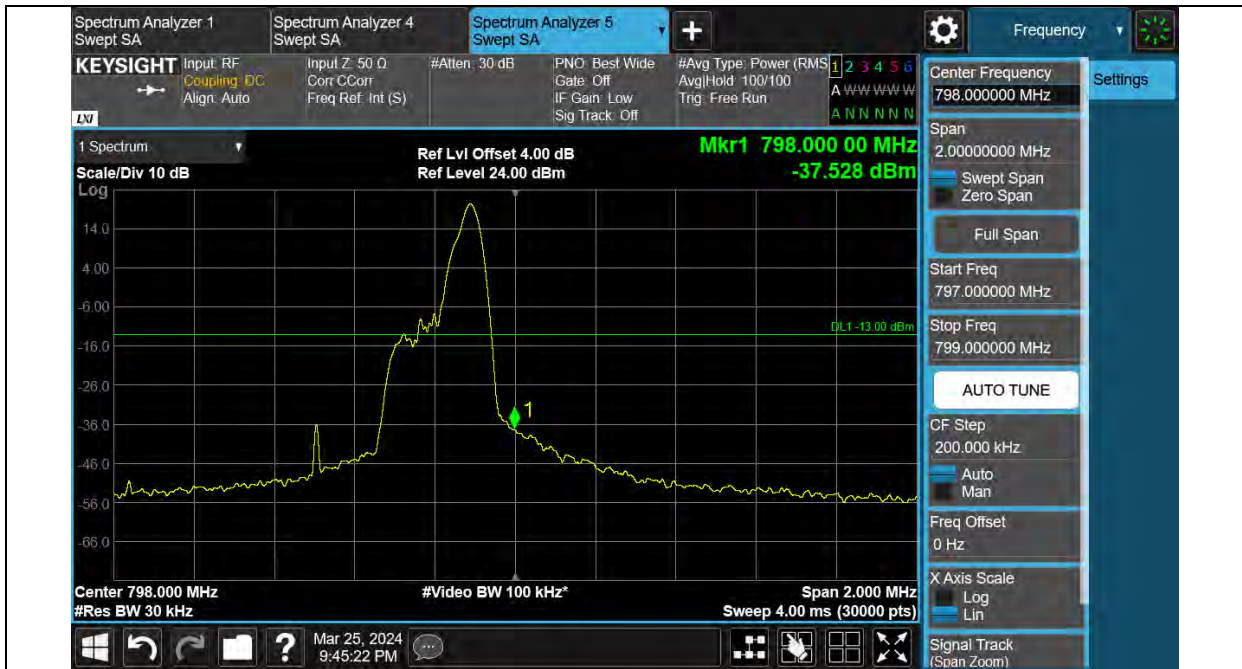 Spectrum Analyzer 1
Swept SA
Spectrum Analyzer 4
Swept SA
Spectrum Analyzer 5
Swept SA
Frequency
KEYSIGHT
LXI
Input: RF
Coupling: DC
Align: Auto
Input Z: 50 Ω
Corr CCorr
Freq Ref: Int (S)
#Atten: 30 dB
PNO: Best Wide
Gate: Off
IF Gain: Low
Sig Track: Off
#Avg Type: Power (RMS
Avg|Hold: 100/100
Trig: Free Run
1 2 3 4 5 6
A W W W W W
A N N N N N
1 Spectrum
Scale/Div 10 dB
Ref Lvl Offset 4.00 dB
Ref Level 24.00 dBm
Mkr1 798.000 00 MHz
-37.528 dBm
Log
14.0
4.00
-6.00
-16.0
-26.0
-36.0
-46.0
-56.0
-66.0
DL1 -13.00 dBm
1
Center 798.000 MHz
#Res BW 30 kHz
#Video BW 100 kHz*
Span 2.000 MHz
Sweep 4.00 ms (30000 pts)
Center Frequency
798.000000 MHz
Settings
Span
2.00000000 MHz
Swept Span
Zero Span
Full Span
Start Freq
797.000000 MHz
Stop Freq
799.000000 MHz
AUTO TUNE
CF Step
200.000 kHz
Auto
Man
Freq Offset
0 Hz
X Axis Scale
Log
Lin
Signal Track
(Span Zoom)
?
Mar 25, 2024
9:45:22 PM